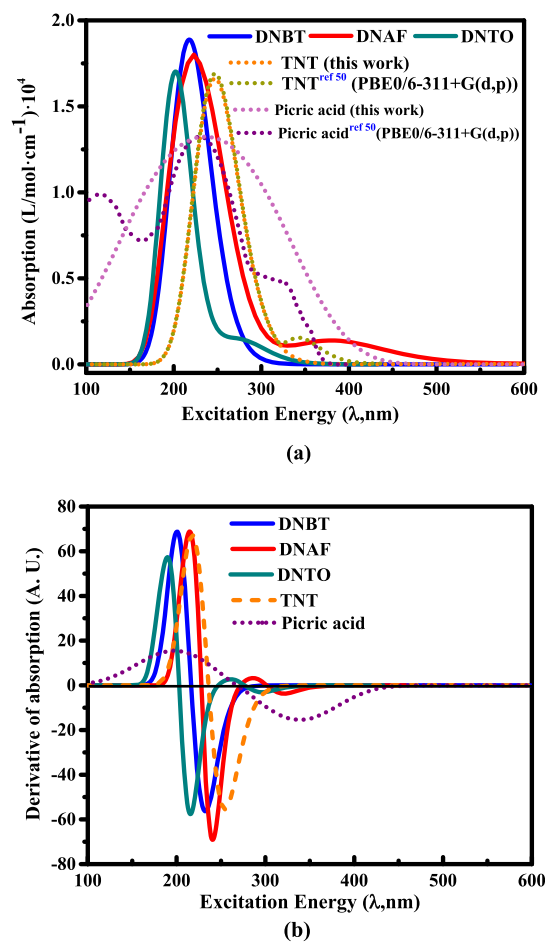 DNBT DNAF DNTO
TNT (this work)
TNT^ref 50 (PBE0/6-311+G(d,p))
Picric acid (this work)
Picric acid^ref 50(PBE0/6-311+G(d,p))
2.0
1.5
1.0
0.5
0.0
Absorption (L/mol·cm⁻¹)·10⁴
100 200 300 400 500 600
Excitation Energy (λ,nm)
(a)
80
60
40
20
0
-20
-40
-60
-80
Derivative of absorption (A. U.)
DNBT
DNAF
DNTO
TNT
Picric acid
100 200 300 400 500 600
Excitation Energy (λ,nm)
(b)